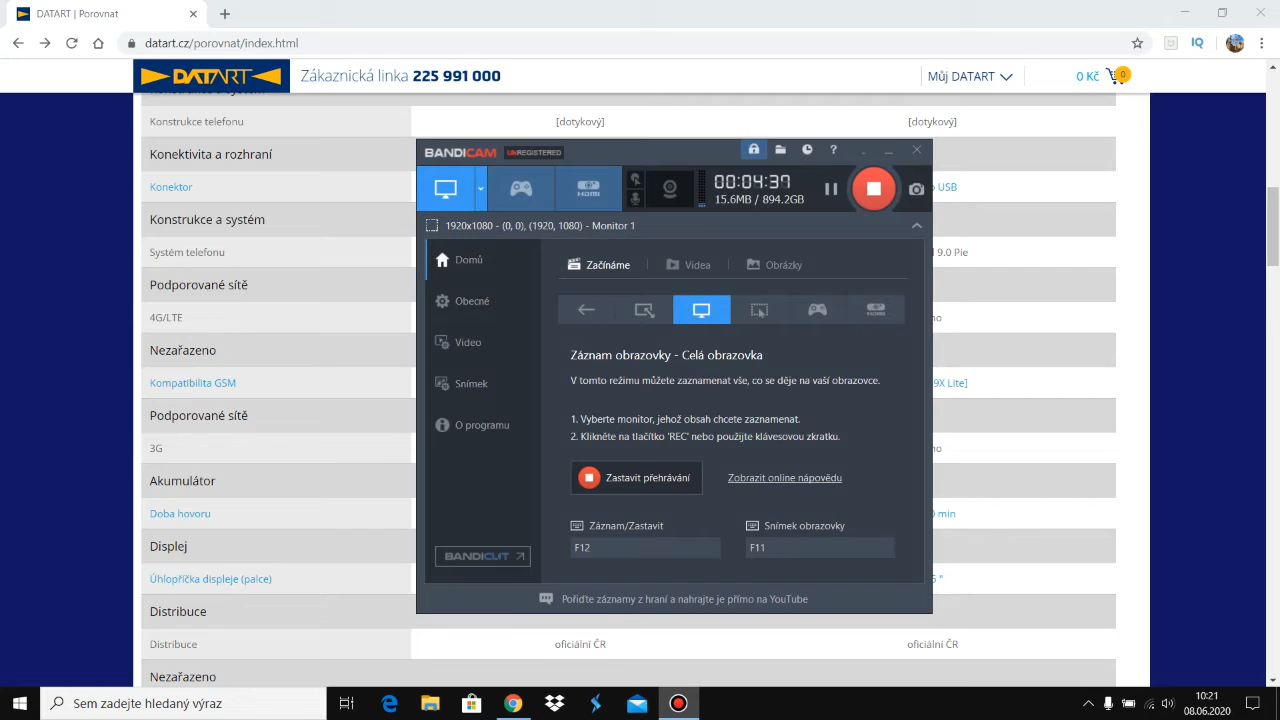 DATART | Porovnat
datart.cz/porovnat/index.html
IQ
DATART
Zákaznická linka 225 991 000
Můj DATART
0 Kč
0
Konstrukce a systém
Konstrukce telefonu
[dotykový]
[dotykový]
Konektivita a rozhraní
Konektor
USB
Konstrukce a systém
Systém telefonu
9.0 Pie
Podporované sítě
4G/LTE
Nezařazeno
Kompatibilita GSM
9X Lite]
Podporované sítě
3G
Akumulátor
Doba hovoru
min
Displej
Úhlopříčka displeje (palce)
Distribuce
Distribuce
oficiální ČR
oficiální ČR
Nezařazeno
BANDICAM
UNREGISTERED
HDMI
00:04:37
15.6MB / 894.2GB
1920x1080 - (0, 0), (1920, 1080) - Monitor 1
Domů
Obecné
Video
Snímek
O programu
BANDICUT
Začínáme
Videa
Obrázky
HDMI
Záznam obrazovky - Celá obrazovka
V tomto režimu můžete zaznamenat vše, co se děje na vaší obrazovce.
1. Vyberte monitor, jehož obsah chcete zaznamenat.
2. Klikněte na tlačítko 'REC' nebo použijte klávesovou zkratku.
Zastavit přehrávání
Zobrazit online nápovědu
Záznam/Zastavit
Snímek obrazovky
F12
F11
Pořiďte záznamy z hraní a nahrajte je přímo na YouTube
Sem zadejte hledaný výraz
10:21
08.06.2020